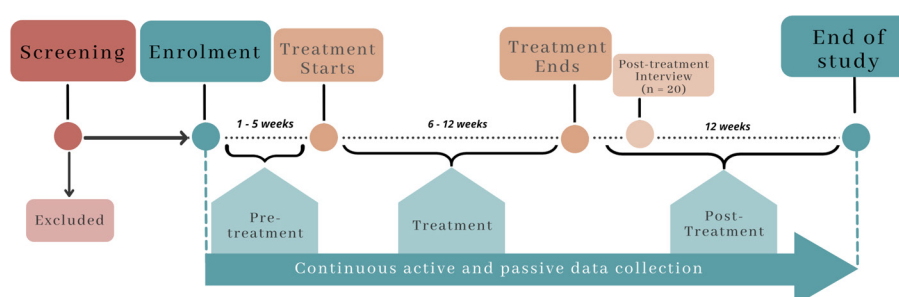 Screening
Enrolment
Treatment
Starts
Treatment
Ends
Post-treatment
Interview
(n = 20)
End of
study
1 - 5 weeks
6 - 12 weeks
12 weeks
Excluded
Pre-
treatment
Treatment
Post-
Treatment
Continuous active and passive data collection